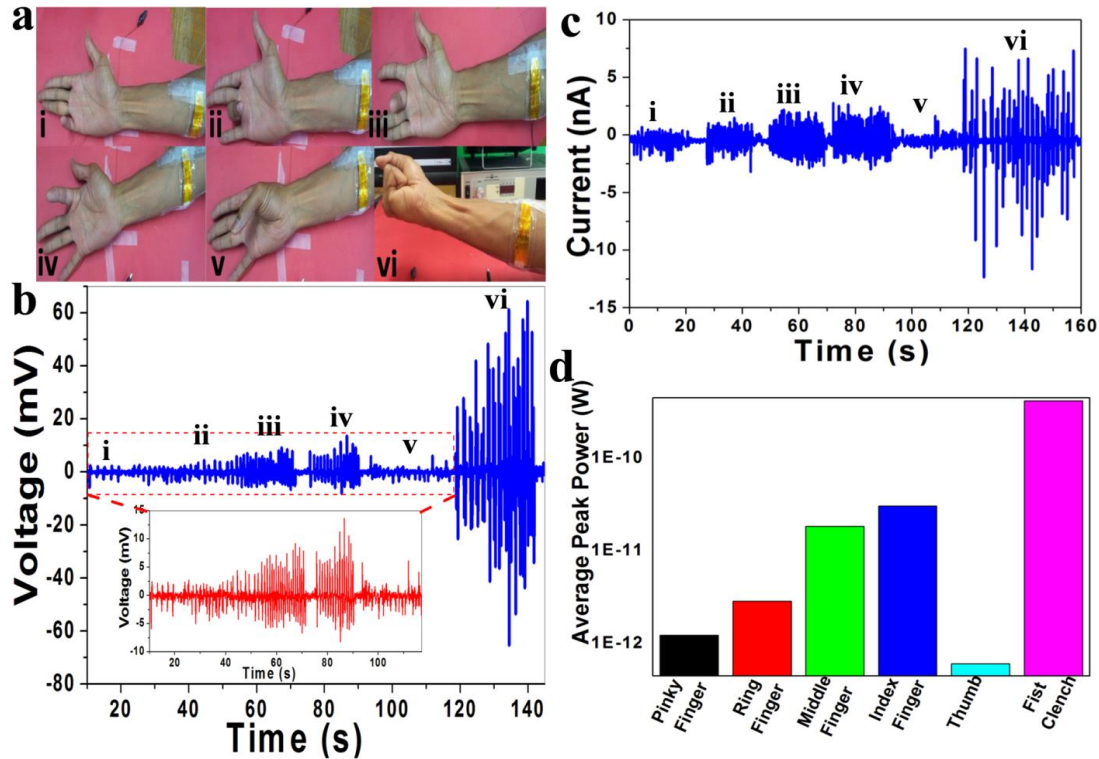 a
i
ii
iii
iv
v
vi
b
Voltage (mV)
60
40
20
0
-20
-40
-60
-80
i
ii
iii
iv
v
vi
Voltage (mV)
15
10
5
0
-5
-10
10 20 40 60 80 100
Time (s)
20 40 60 80 100 120 140
Time (s)
c
Current (nA)
10
5
0
-5
-10
-15
i
ii
iii
iv
v
vi
0 20 40 60 80 100 120 140 160
Time (s)
d
Average Peak Power (W)
1E-10
1E-11
1E-12
Pinky
Finger
Ring
Finger
Middle
Finger
Index
Finger
Thumb
Fist
Clench